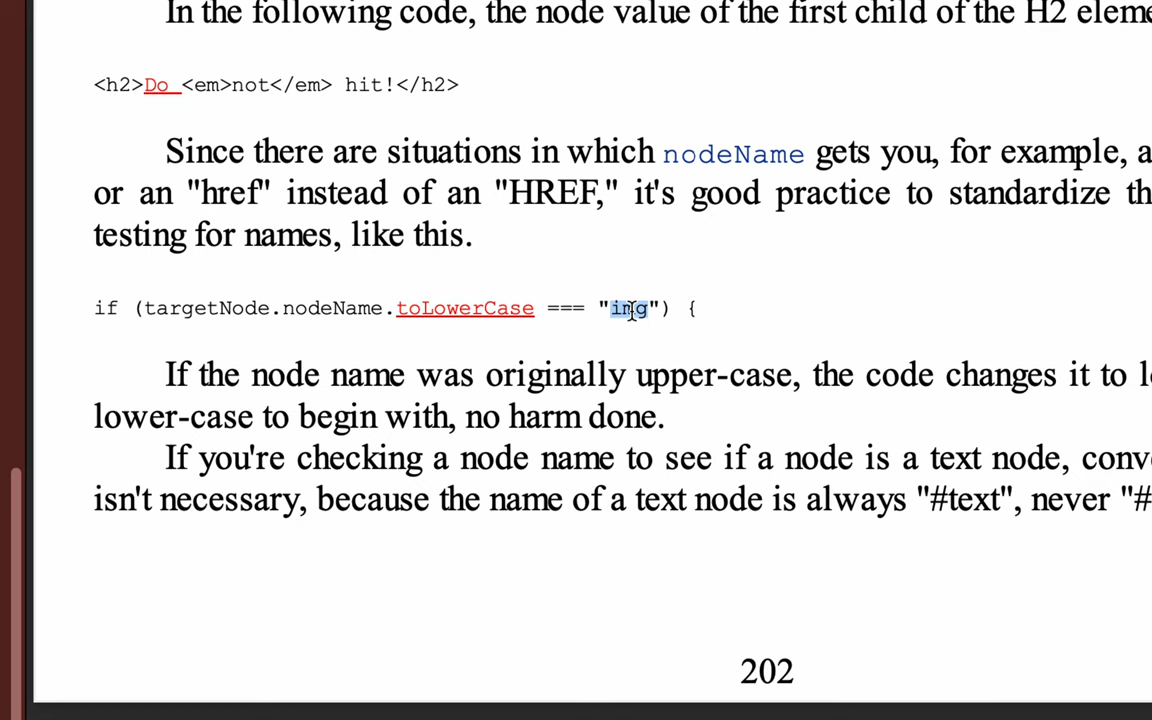 In the following code, the node value of the first child of the H2
<h2>Do <em>not</em> hit!</h2>
Since there are situations in which nodeName gets you, for example, a
or an "href" instead of an "HREF," it's good practice to standardize
testing for names, like this.
if (targetNode.nodeName.toLowerCase === "img") {
If the node name was originally upper-case, the code changes it to
lower-case to begin with, no harm done.
If you're checking a node name to see if a node is a text node,
isn't necessary, because the name of a text node is always "#text", never "#
202